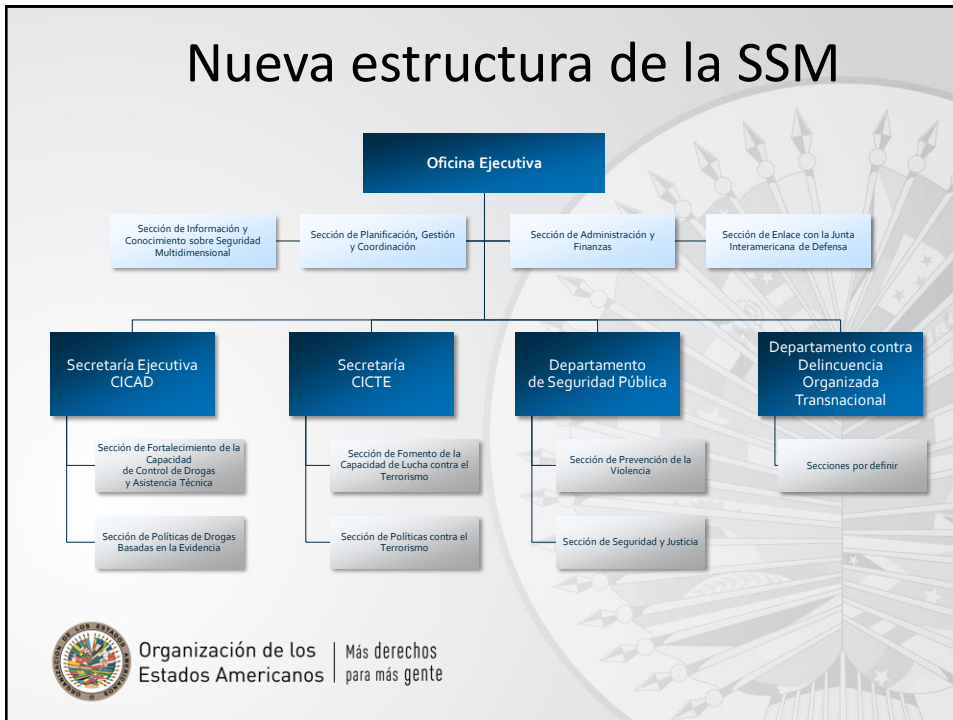 Nueva estructura de la SSM
Oficina Ejecutiva
Sección de Información y
Conocimiento sobre Seguridad
Multidimensional
Sección de Planificación, Gestión
y Coordinación
Sección de Administración y
Finanzas
Sección de Enlace con la Junta
Interamericana de Defensa
Secretaría Ejecutiva
CICAD
Secretaría
CICTE
Departamento
de Seguridad Pública
Departamento contra
Delincuencia
Organizada
Transnacional
Sección de Fortalecimiento de la
Capacidad
de Control de Drogas
y Asistencia Técnica
Sección de Fomento de la
Capacidad de Lucha contra el
Terrorismo
Sección de Prevención de la
Violencia
Secciones por definir
Sección de Políticas de Drogas
Basadas en la Evidencia
Sección de Políticas contra el
Terrorismo
Sección de Seguridad y Justicia
ORGANIZACION DE LOS ESTADOS AMERICANOS
Organización de los
Estados Americanos
Más derechos
para más gente